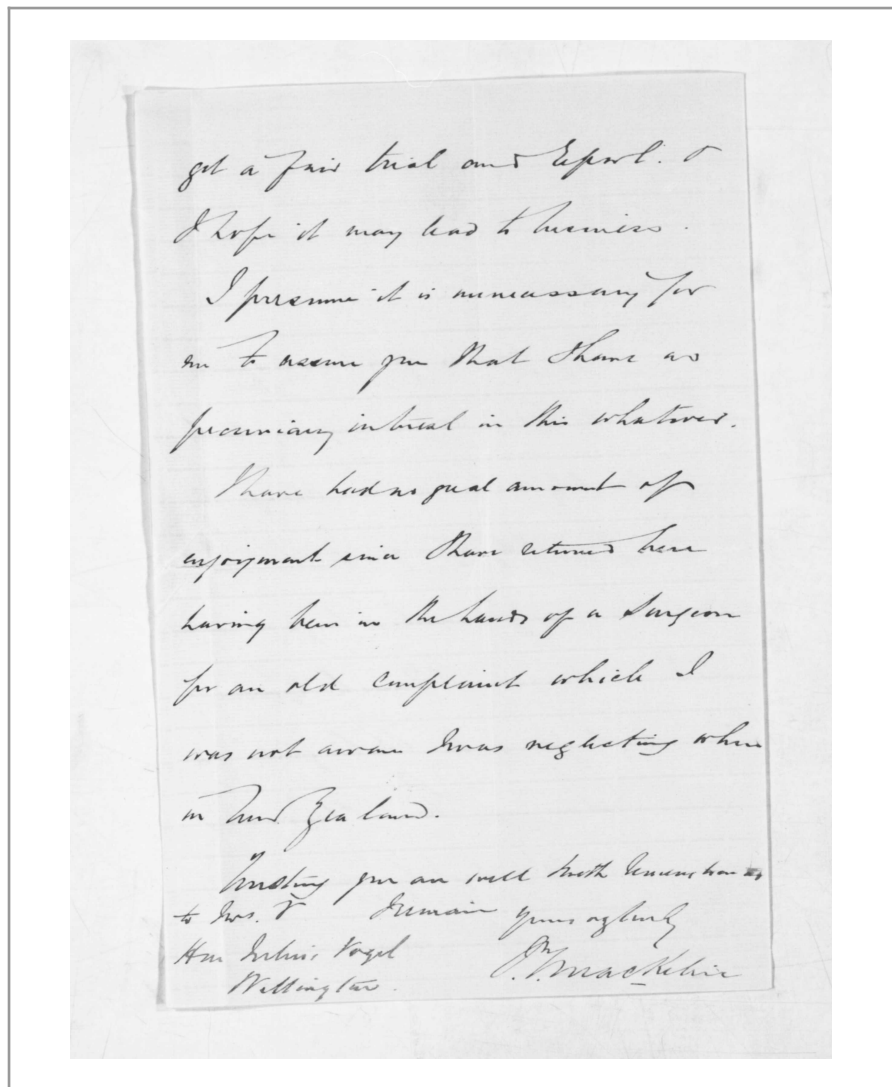 get a fair trial and Report. &
I hope it may lead to business.
I presume it is unnecessary for
me to assure you that I have no
pecuniary interest in this whatever.
I have had no great amount of
enjoyment since I have returned here
having been in the hands of a Surgeon
for an old complaint which I
was not aware I was neglecting when
in New Zealand.
Trusting you are well with remembrances
to Mrs. V I remain yours
Hon Julius Vogel
Wellington. Mackelvie